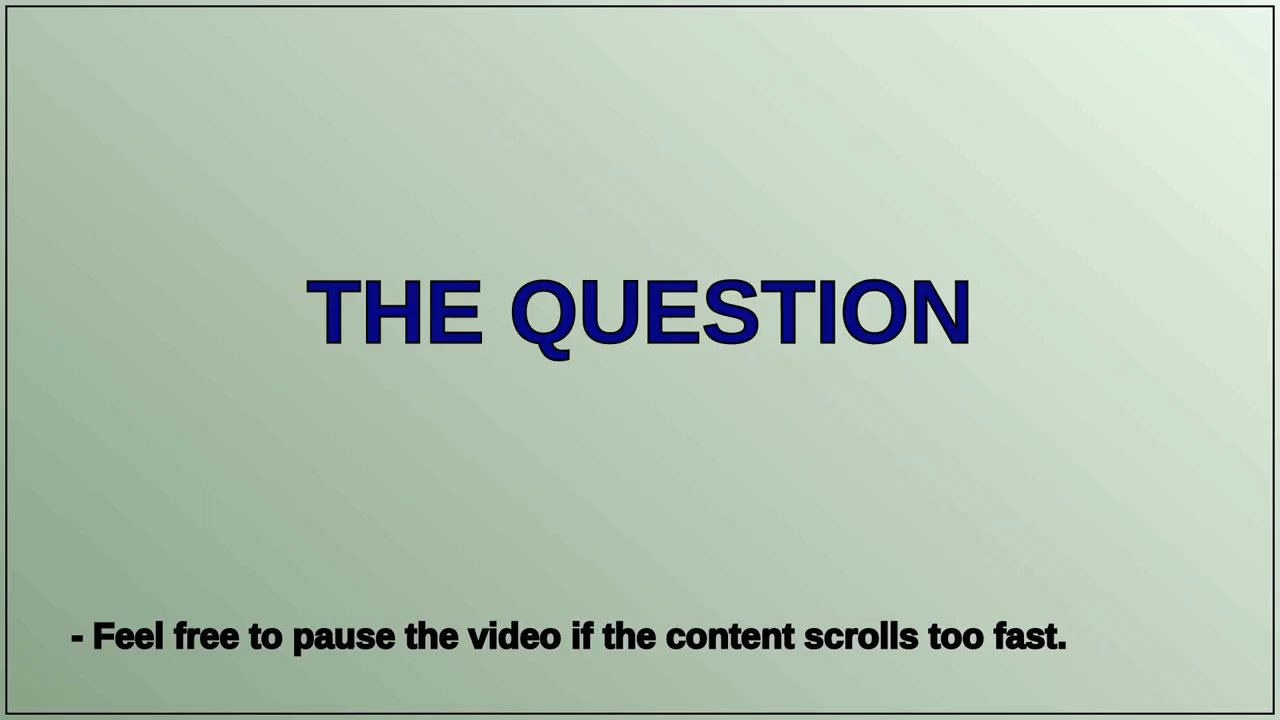 THE QUESTION
- Feel free to pause the video if the content scrolls too fast.